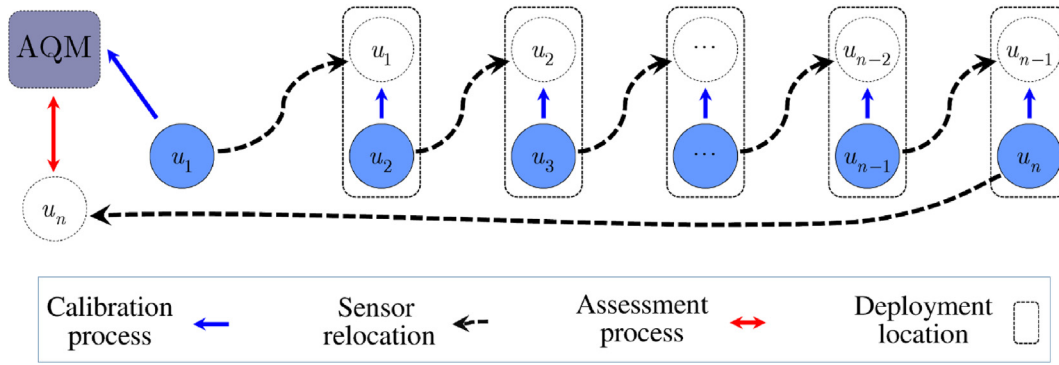 AQM
u₁ u₂ ... uₙ₋₂ uₙ₋₁
u₁ u₂ u₃ ... uₙ₋₁ uₙ
uₙ
Calibration Sensor Assessment Deployment
process relocation process location